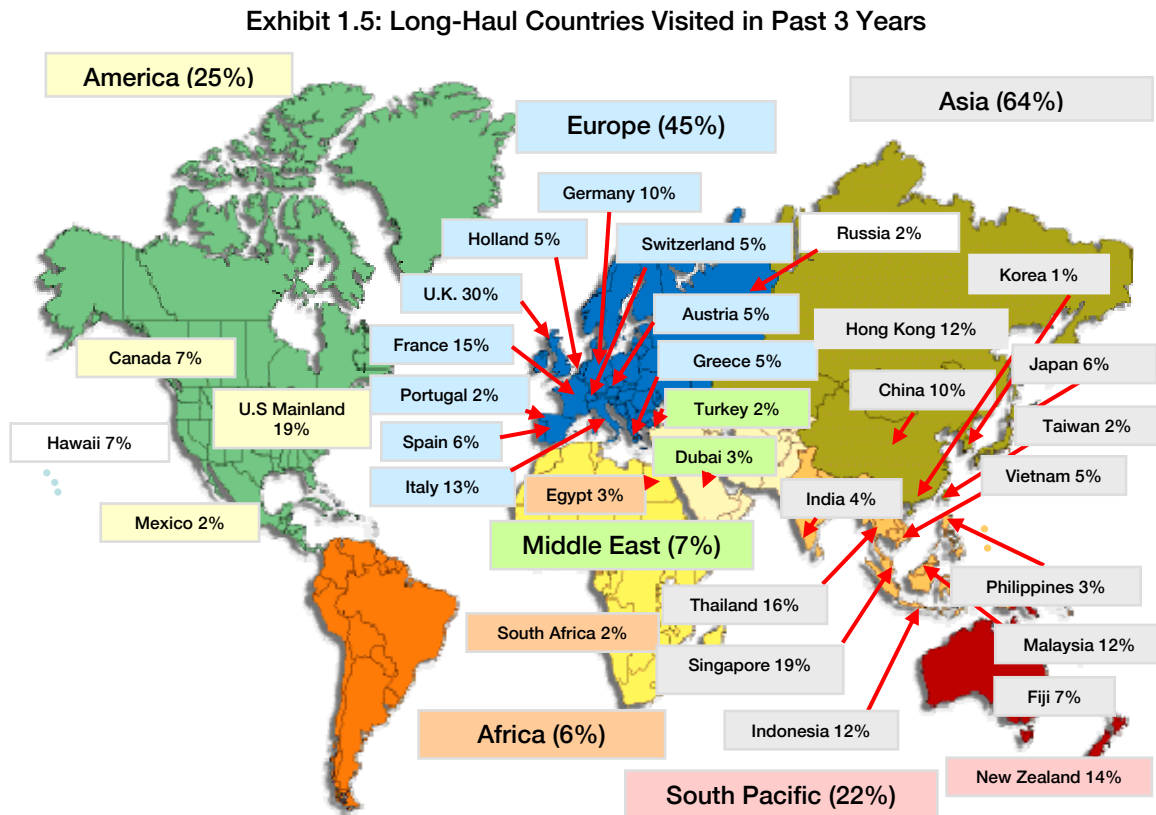 Exhibit 1.5: Long-Haul Countries Visited in Past 3 Years
America (25%)
Asia (64%)
Europe (45%)
Germany 10%
Holland 5%
Switzerland 5%
Russia 2%
Korea 1%
U.K. 30%
Austria 5%
Hong Kong 12%
France 15%
Canada 7%
Greece 5%
Japan 6%
Portugal 2%
China 10%
U.S Mainland
19%
Turkey 2%
Taiwan 2%
Hawaii 7%
Spain 6%
Dubai 3%
Vietnam 5%
Italy 13%
Egypt 3%
India 4%
Mexico 2%
Middle East (7%)
Philippines 3%
Thailand 16%
South Africa 2%
Malaysia 12%
Singapore 19%
Fiji 7%
Africa (6%)
Indonesia 12%
New Zealand 14%
South Pacific (22%)